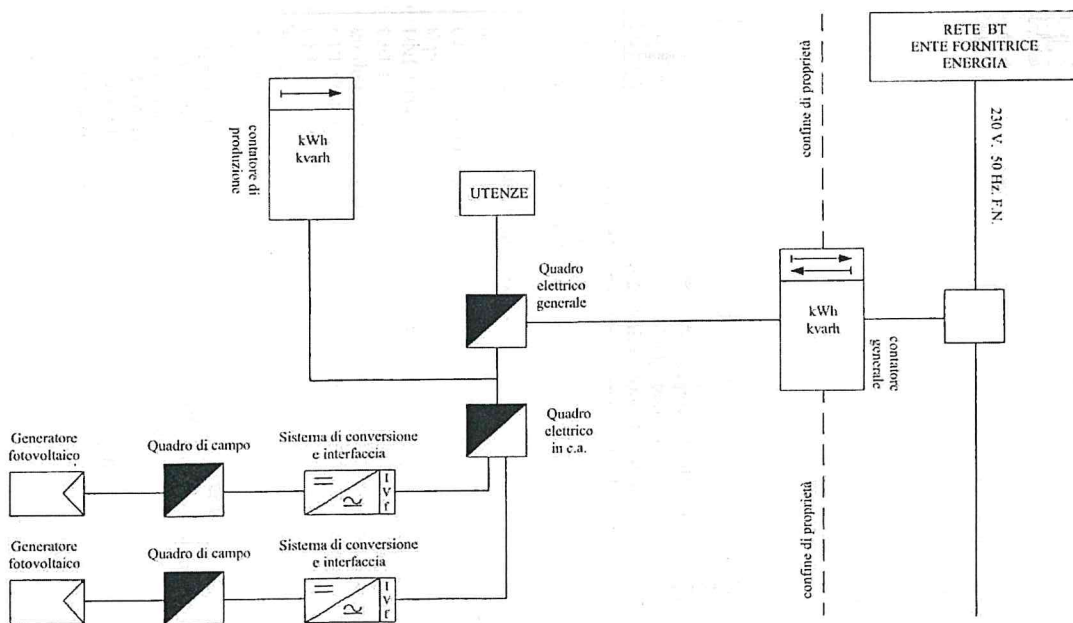 RETE BT
ENTE FORNITRICE
ENERGIA
230 V. 50 Hz. F.N.
confine di proprietà
kWh
kvarh
contatore di
produzione
UTENZE
Quadro
elettrico
generale
kWh
kvarh
contatore
generale
Quadro
elettrico
in c.a.
Generatore
fotovoltaico
Quadro di campo
Sistema di conversione
e interfaccia
I
V
f
Generatore
fotovoltaico
Quadro di campo
Sistema di conversione
e interfaccia
I
V
f
confine di proprietà